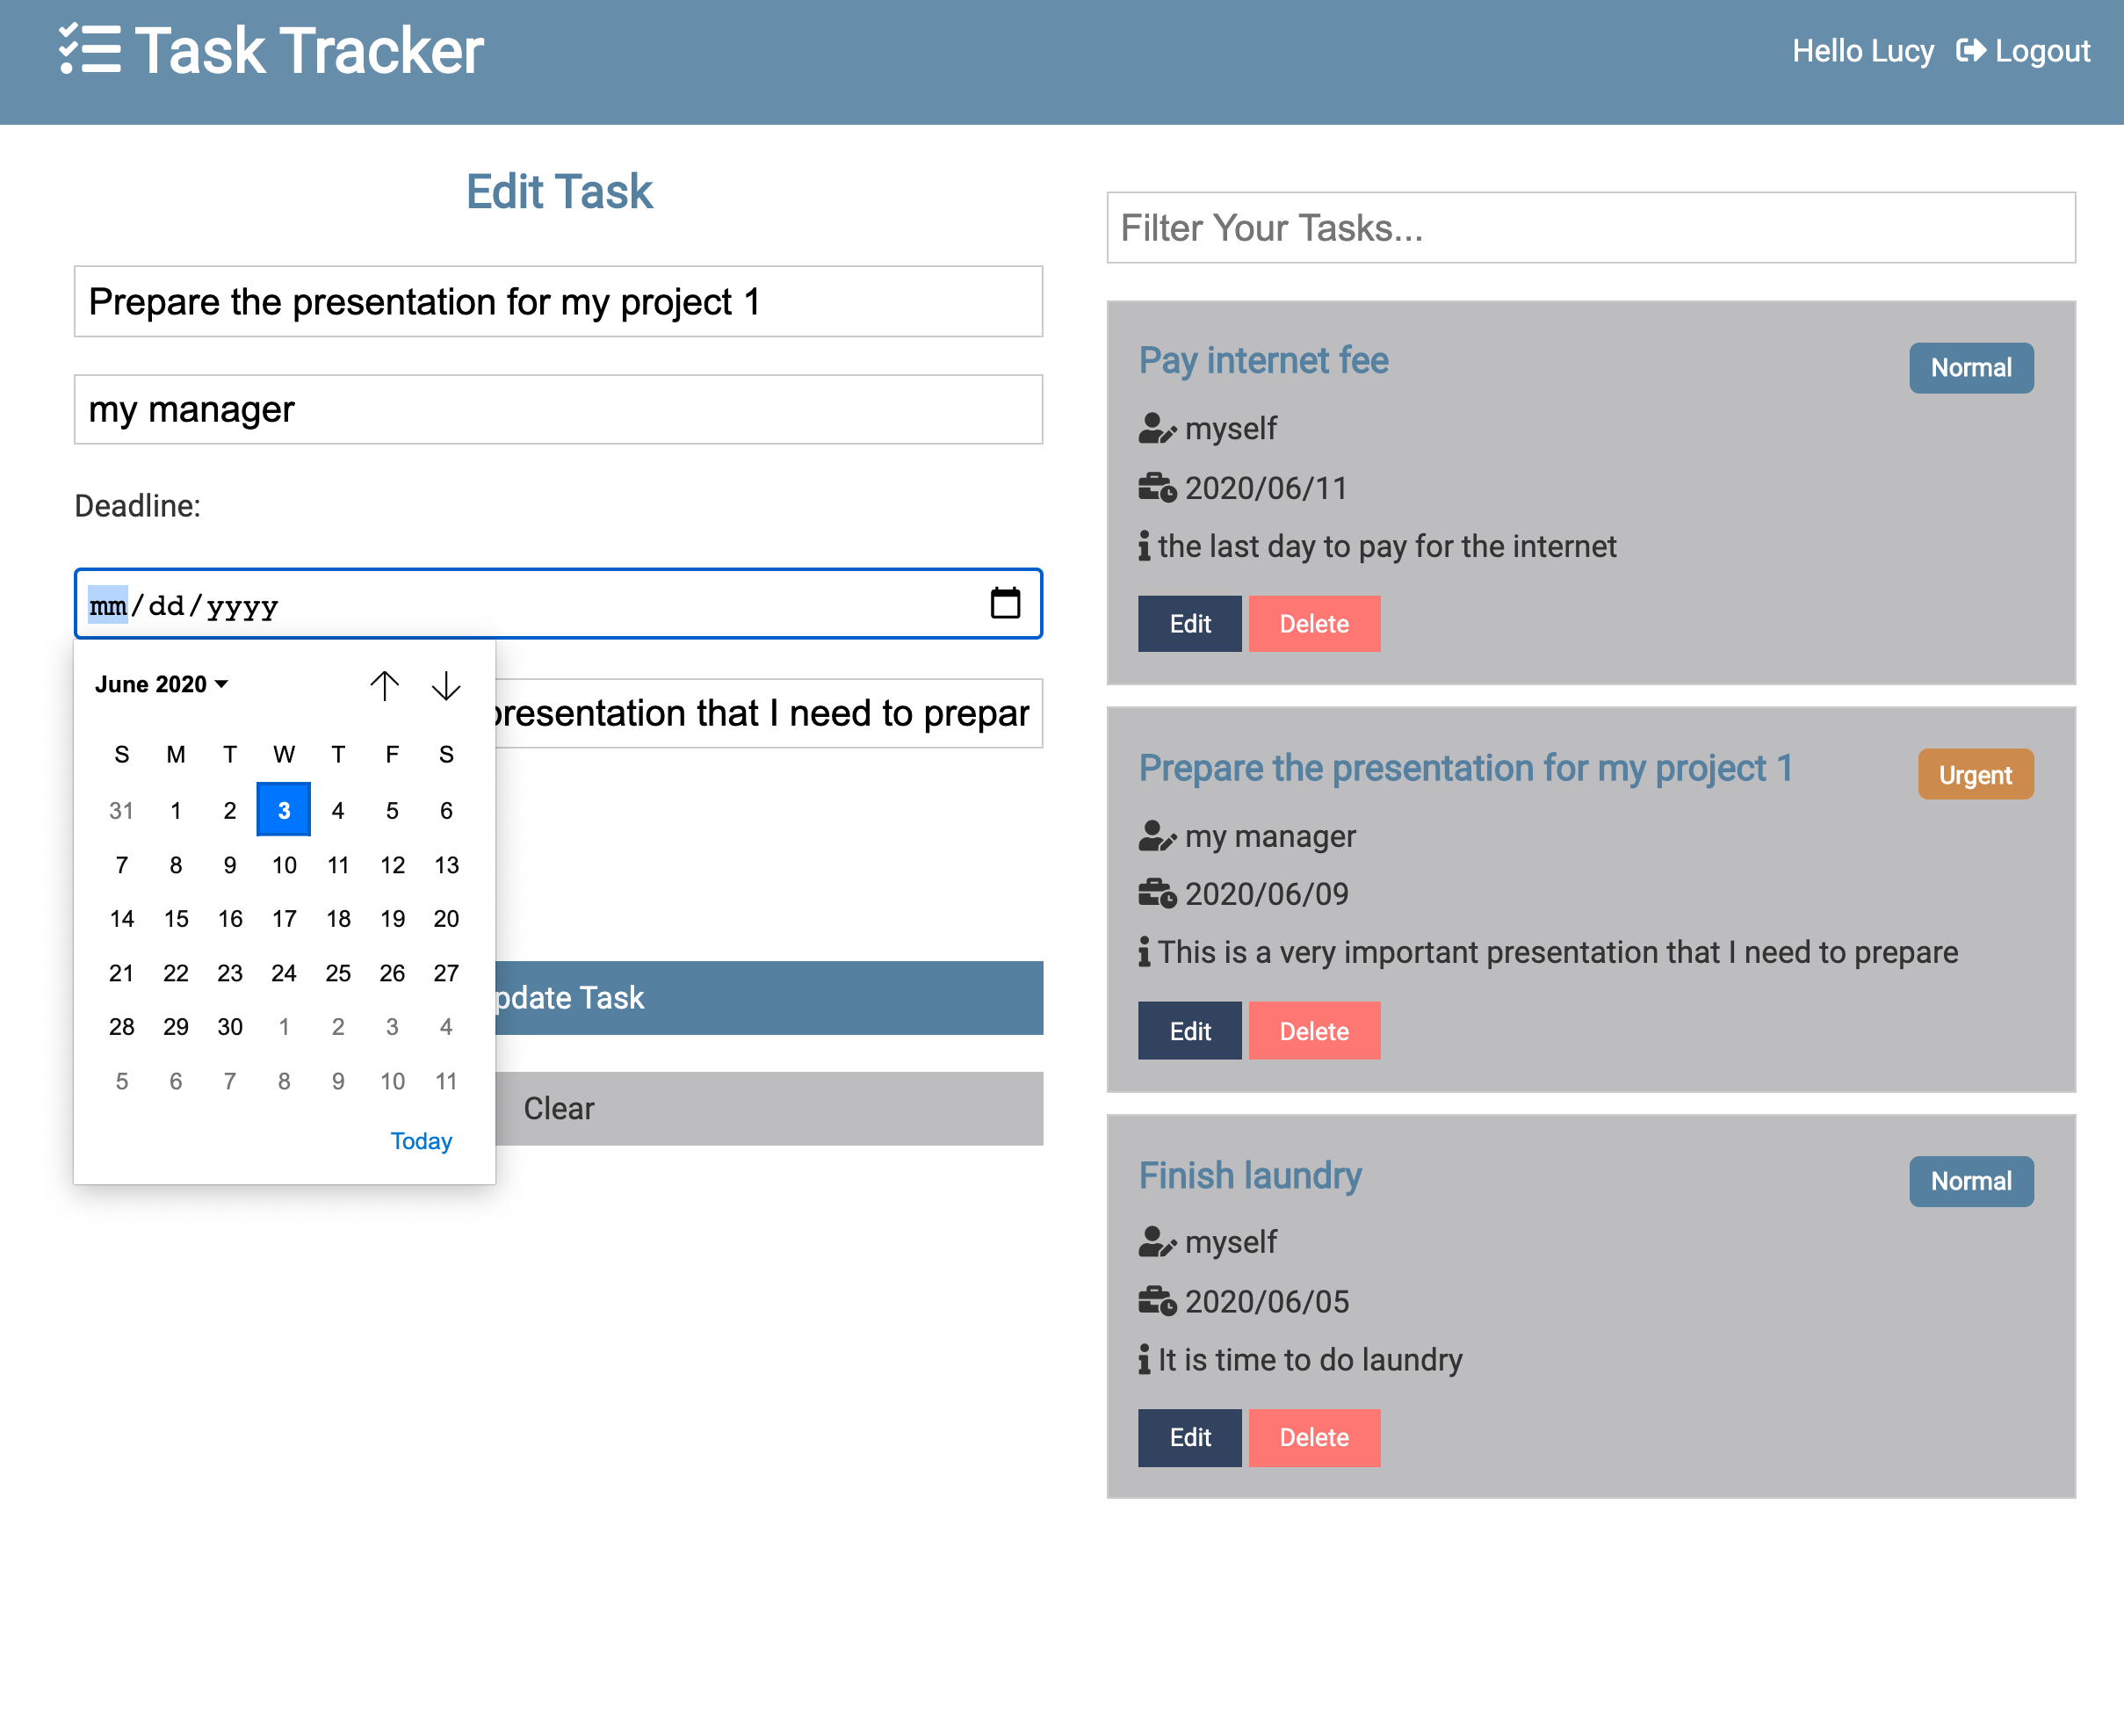 Task Tracker
Hello Lucy Logout
Edit Task
Prepare the presentation for my project 1
my manager
Deadline:
mm/dd/yyyy
June 2020
S M T W T F S
31 1 2 3 4 5 6
7 8 9 10 11 12 13
14 15 16 17 18 19 20
21 22 23 24 25 26 27
28 29 30 1 2 3 4
5 6 7 8 9 10 11
Today
presentation that I need to prepar
pdate Task
Clear
Filter Your Tasks...
Pay internet fee
Normal
myself
2020/06/11
the last day to pay for the internet
Edit Delete
Prepare the presentation for my project 1
Urgent
my manager
2020/06/09
This is a very important presentation that I need to prepare
Edit Delete
Finish laundry
Normal
myself
2020/06/05
It is time to do laundry
Edit Delete